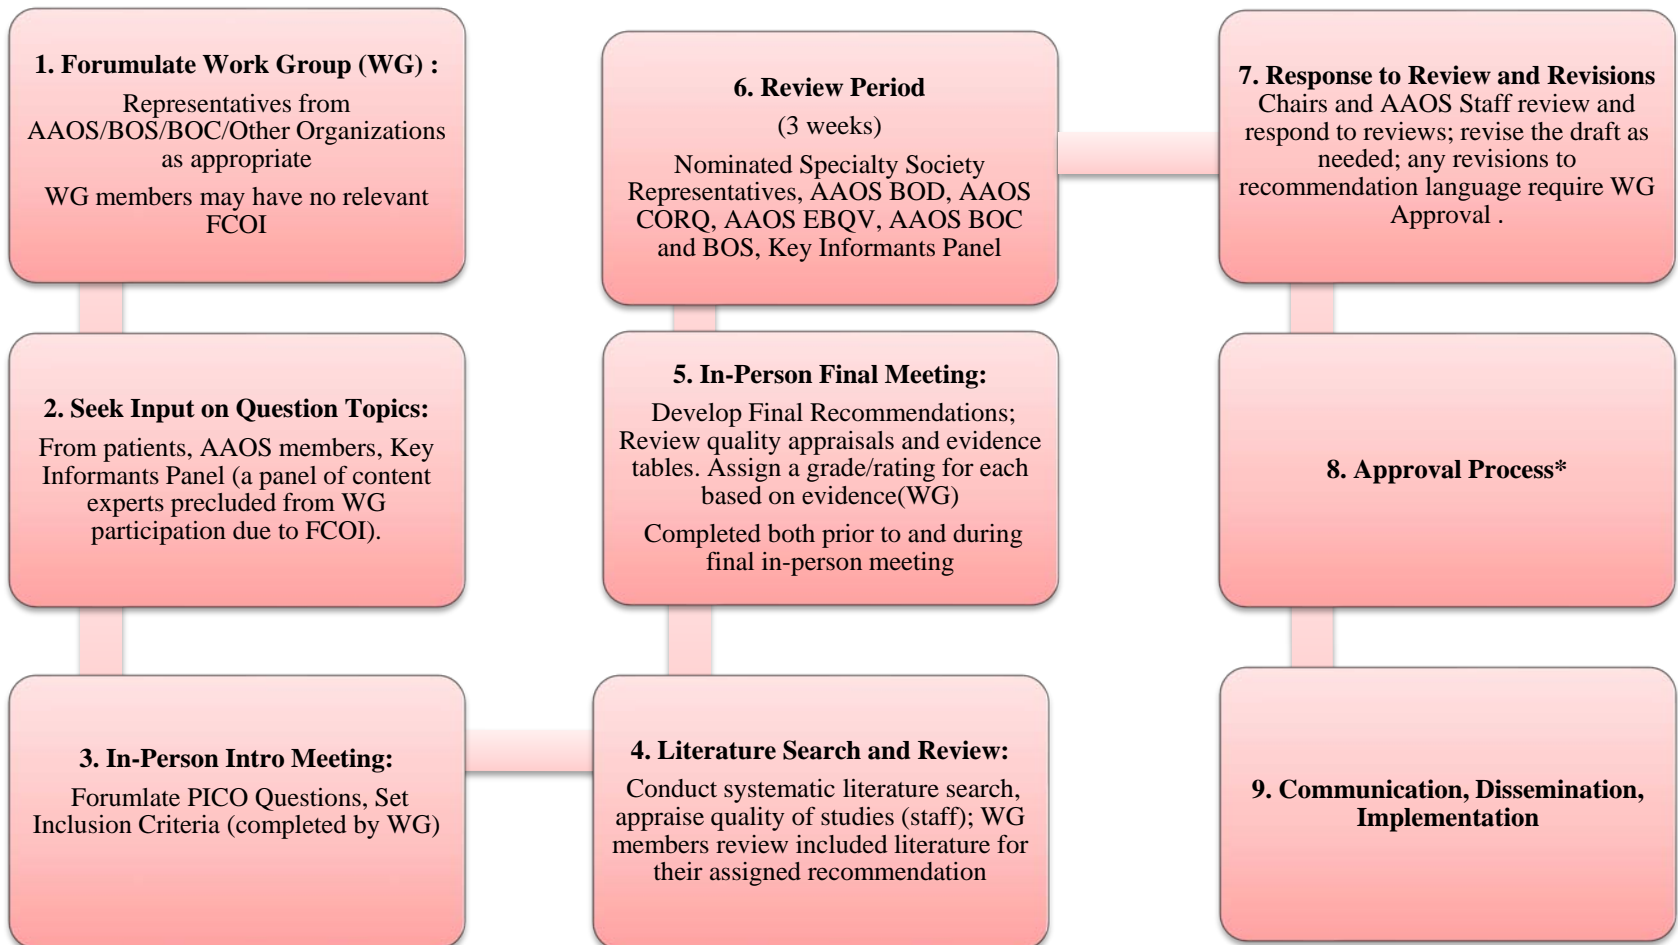 1. Forumulate Work Group (WG) :
Representatives from
AAOS/BOS/BOC/Other Organizations
as appropriate
WG members may have no relevant
FCOI
2. Seek Input on Question Topics:
From patients, AAOS members, Key
Informants Panel (a panel of content
experts precluded from WG
participation due to FCOI).
3. In-Person Intro Meeting:
Forumlate PICO Questions, Set
Inclusion Criteria (completed by WG)
4. Literature Search and Review:
Conduct systematic literature search,
appraise quality of studies (staff); WG
members review included literature for
their assigned recommendation
5. In-Person Final Meeting:
Develop Final Recommendations;
Review quality appraisals and evidence
tables. Assign a grade/rating for each
based on evidence(WG)
Completed both prior to and during
final in-person meeting
6. Review Period
(3 weeks)
Nominated Specialty Society
Representatives, AAOS BOD, AAOS
CORQ, AAOS EBQV, AAOS BOC
and BOS, Key Informants Panel
7. Response to Review and Revisions
Chairs and AAOS Staff review and
respond to reviews; revise the draft as
needed; any revisions to
recommendation language require WG
Approval .
8. Approval Process*
9. Communication, Dissemination,
Implementation